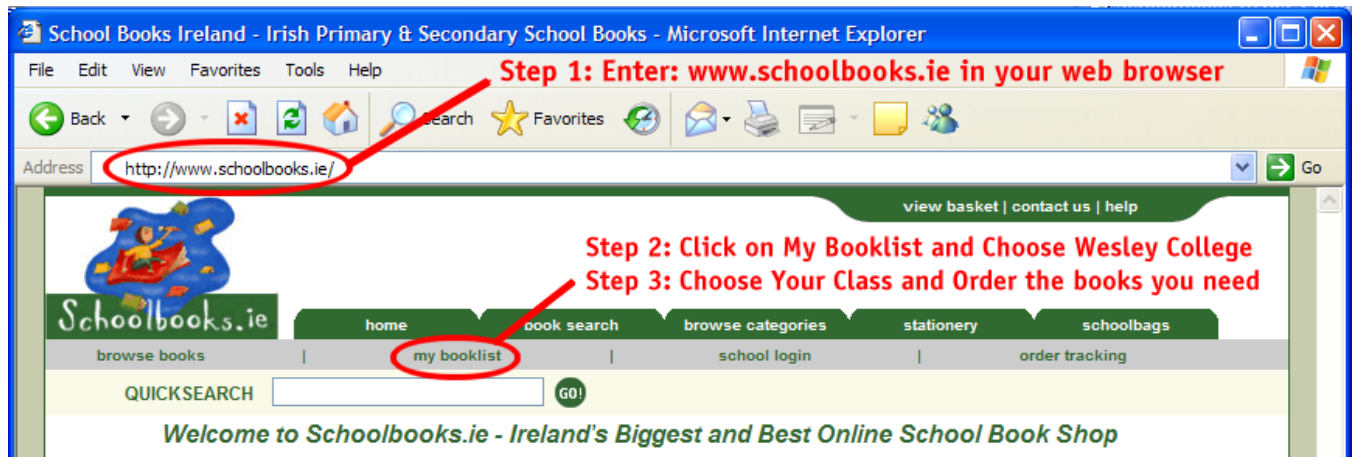 School Books Ireland - Irish Primary & Secondary School Books - Microsoft Internet Explorer
File Edit View Favorites Tools Help
Step 1: Enter: www.schoolbooks.ie in your web browser
Back Search Favorites
Address http://www.schoolbooks.ie/ Go
view basket | contact us | help
Step 2: Click on My Booklist and Choose Wesley College
Step 3: Choose Your Class and Order the books you need
Schoolbooks.ie
home book search browse categories stationery schoolbags
browse books | my booklist | school login | order tracking
QUICKSEARCH GO!
Welcome to Schoolbooks.ie - Ireland's Biggest and Best Online School Book Shop